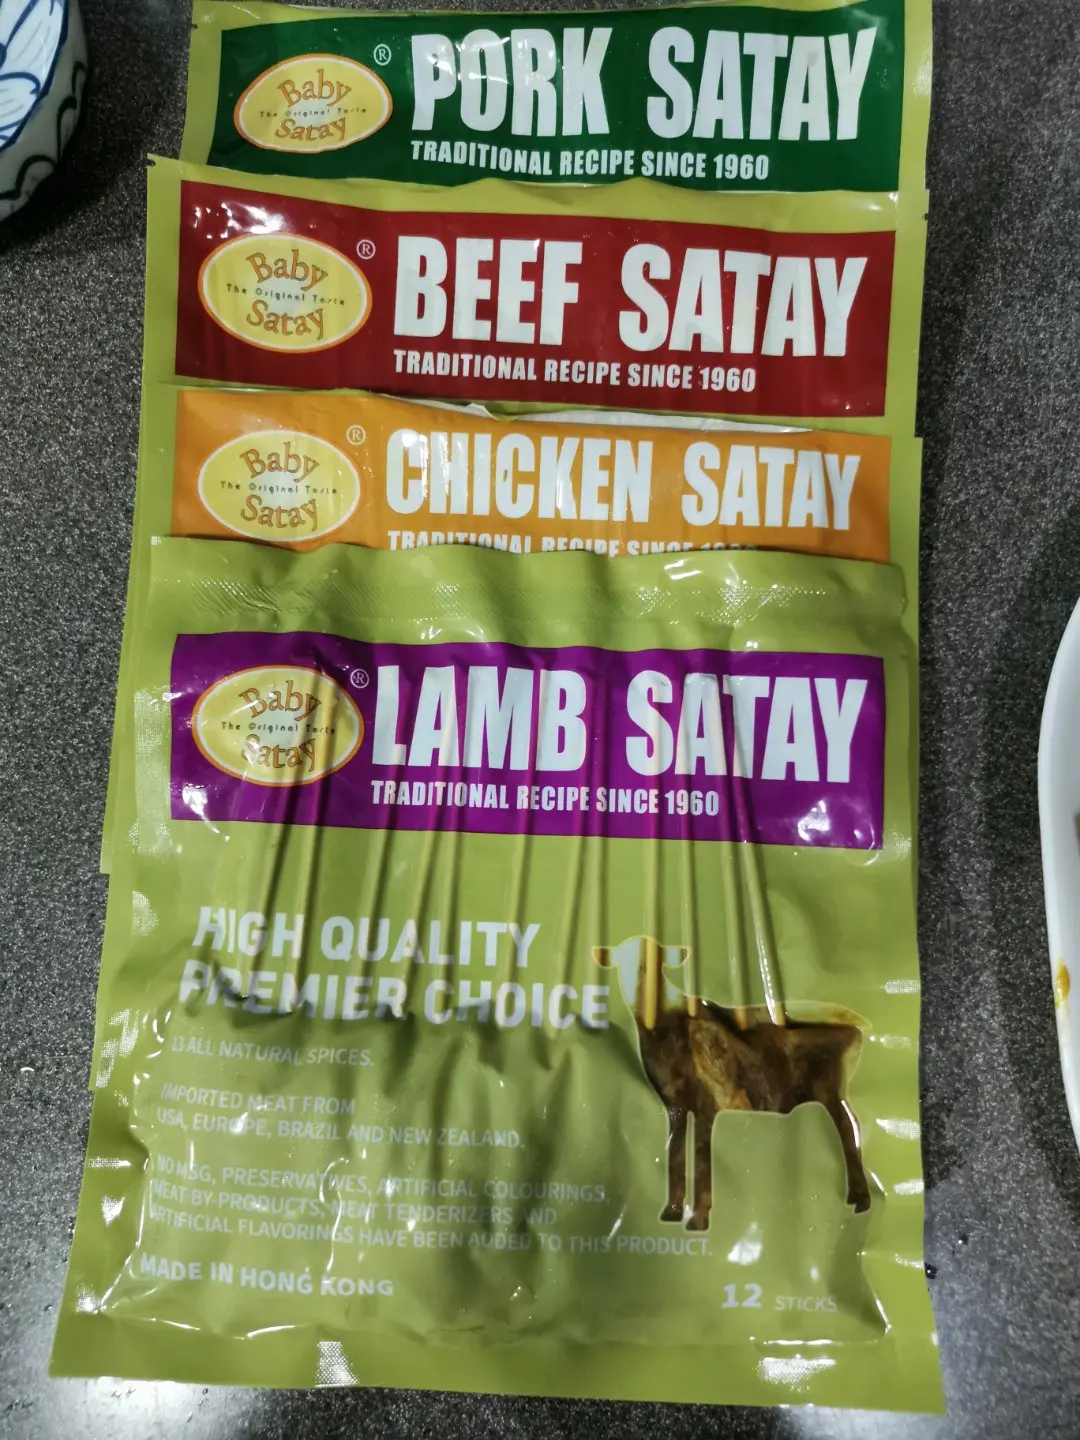 Baby
The Original Taste
Satay
®
PORK SATAY
TRADITIONAL RECIPE SINCE 1960
Baby
The Original Taste
Satay
®
BEEF SATAY
TRADITIONAL RECIPE SINCE 1960
Baby
The Original Taste
Satay
®
CHICKEN SATAY
TRADITIONAL RECIPE SINCE 1960
Baby
The Original Taste
Satay
®
LAMB SATAY
TRADITIONAL RECIPE SINCE 1960
HIGH QUALITY
PREMIER CHOICE
13 ALL NATURAL SPICES.
IMPORTED MEAT FROM
USA, EUROPE, BRAZIL AND NEW ZEALAND.
NO MSG, PRESERVATIVES, ARTIFICIAL COLOURINGS,
MEAT BY-PRODUCTS, MEAT TENDERIZERS AND
ARTIFICIAL FLAVORINGS HAVE BEEN ADDED TO THIS PRODUCT.
MADE IN HONG KONG
12 STICKS